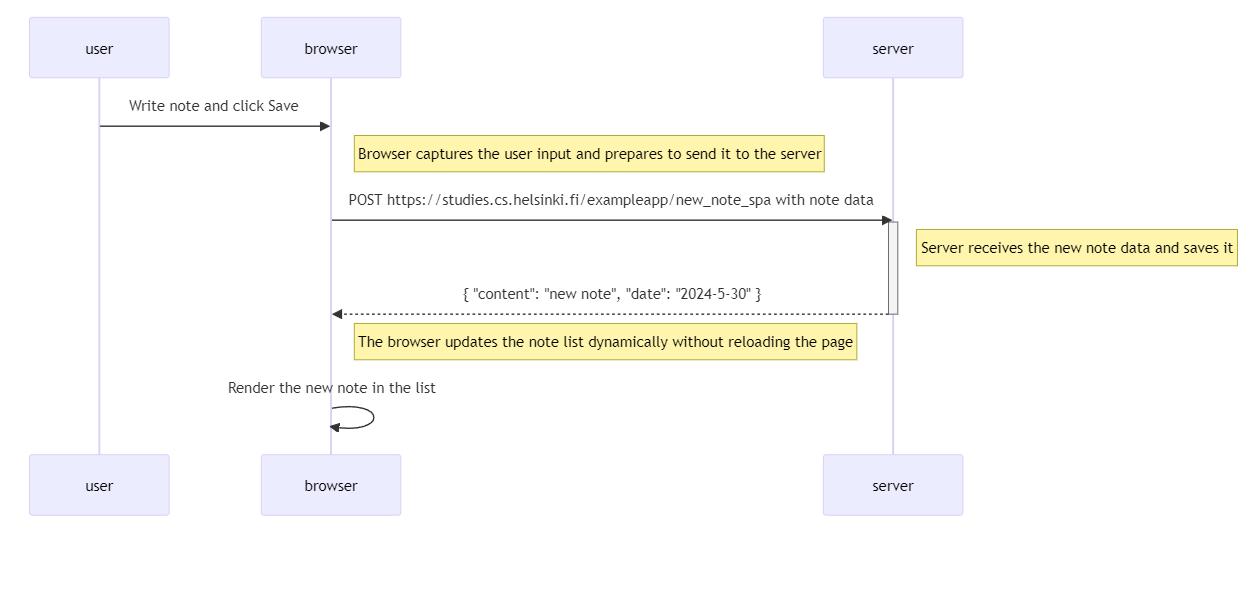 user
browser
server
Write note and click Save
Browser captures the user input and prepares to send it to the server
POST https://studies.cs.helsinki.fi/exampleapp/new_note_spa with note data
Server receives the new note data and saves it
{ "content": "new note", "date": "2024-5-30" }
The browser updates the note list dynamically without reloading the page
Render the new note in the list
user
browser
server